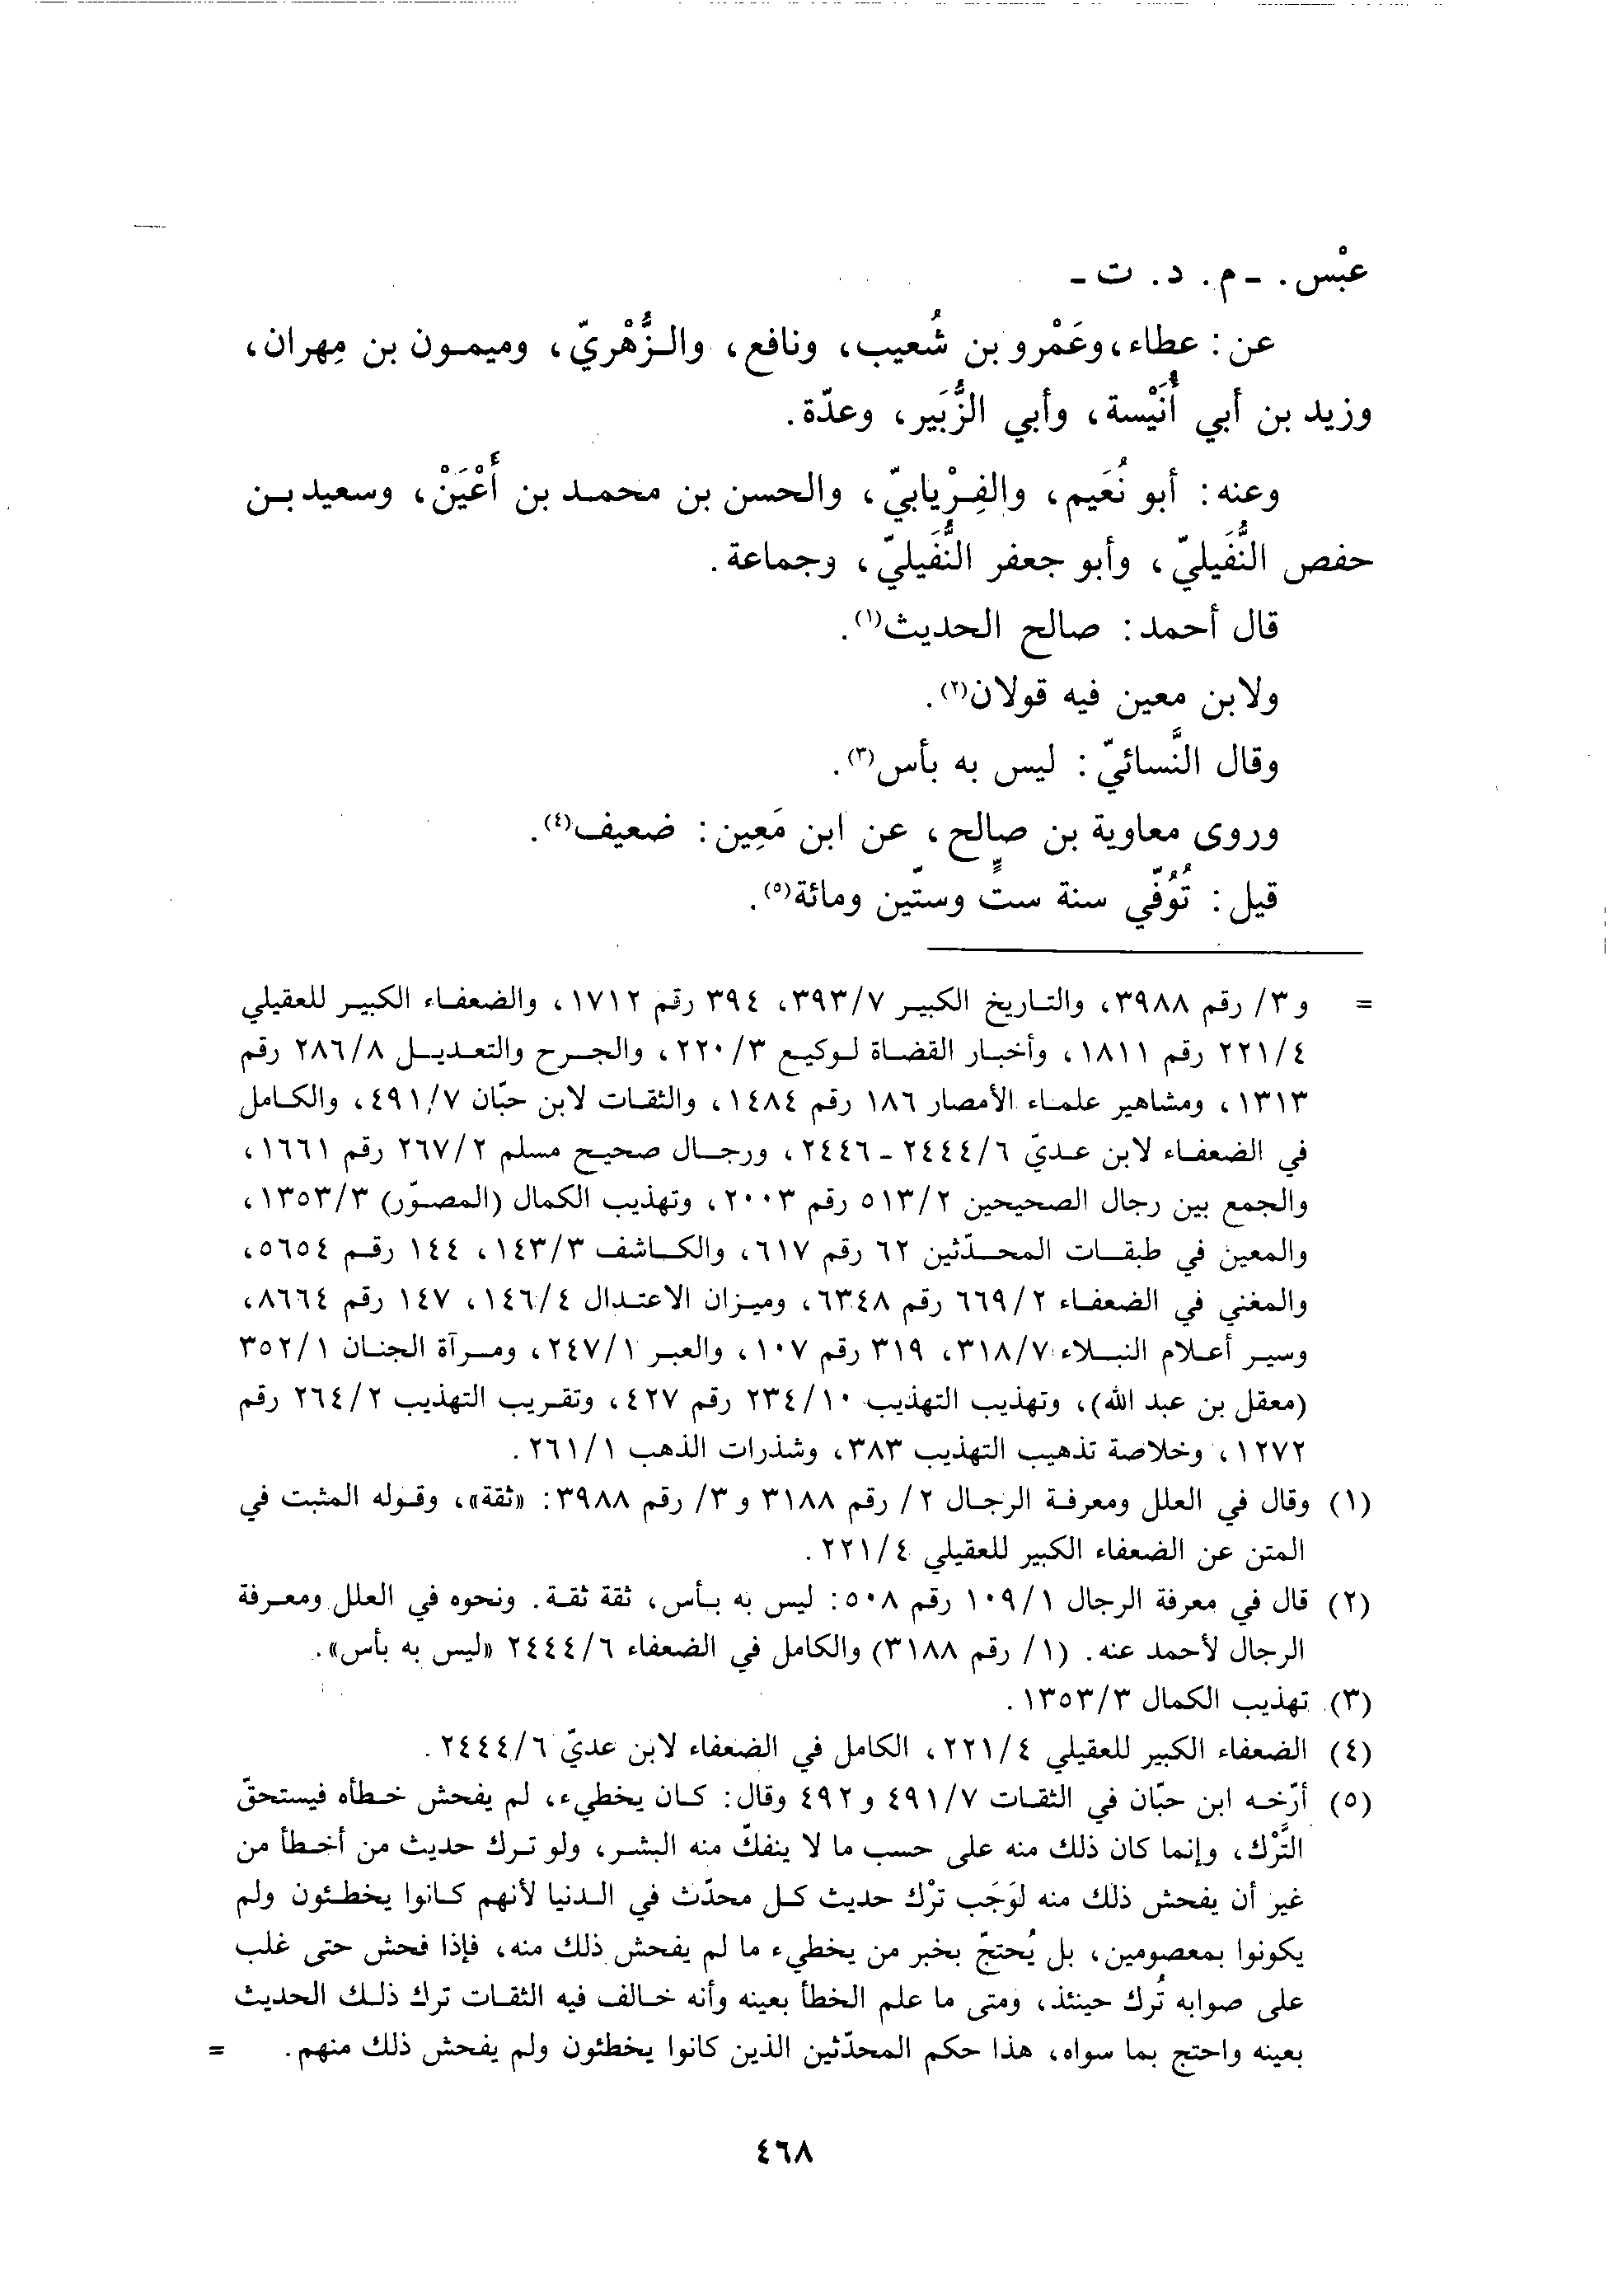 عبْس. ـ م. د. ت ـ
عن: عطاء، وعَمْرو بن شُعيب، ونافع، والـزُّهْريّ، وميمـون بن مِهران،
وزيد بن أبي أُنَيْسة، وأبي الزُّبَير، وعدّة.
وعنه: أبو نُعَيم، والفِـرْيابيّ، والحسن بن محمـد بن أَعْيَنْ، وسعيد بـن
حفص النُّفَيليّ، وأبو جعفر النُّفَيليّ، وجماعة.
قال أحمد: صالح الحديث(١).
ولابن معين فيه قولان(٢).
وقال النَّسائيّ: ليس به بأس(٣).
وروى معاوية بن صالح، عن ابن مَعِين: ضعيف(٤).
قيل: تُوُفّي سنة ستٍّ وستّين ومائة(٥).
= و ٣/ رقم ٣٩٨٨، والتـاريخ الكبيـر ٣٩٣/٧، ٣٩٤ رقم ١٧١٢، والضعفـاء الكبيـر للعقيلي
٢٢١/٤ رقم ١٨١١، وأخبـار القضـاة لـوكيـع ٢٢٠/٣، والجـرح والتعـديـل ٢٨٦/٨ رقم
١٣١٣، ومشاهير علمـاء الأمصار ١٨٦ رقم ١٤٨٤، والثقـات لابن حبّان ٤٩١/٧، والكـامل
في الضعفـاء لابن عـديّ ٢٤٤٤/٦ ـ ٢٤٤٦، ورجـال صحيـح مسلم ٢٦٧/٢ رقم ١٦٦١،
والجمع بين رجال الصحيحين ٥١٣/٢ رقم ٢٠٠٣، وتهذيب الكمال (المصـوّر) ١٣٥٣/٣،
والمعين في طبقـات المحـدّثين ٦٢ رقم ٦١٧، والكـاشف ١٤٣/٣، ١٤٤ رقـم ٥٦٥٤،
والمغني في الضعفـاء ٦٦٩/٢ رقم ٦٣٤٨، وميـزان الاعتـدال ١٤٦/٤، ١٤٧ رقم ٨٦٦٤،
وسيـر أعـلام النبـلاء ٣١٨/٧، ٣١٩ رقم ١٠٧، والعبـر ٢٤٧/١، ومـرآة الجنـان ٣٥٢/١
(معقل بن عبد الله)، وتهذيب التهذيب ٢٣٤/١٠ رقم ٤٢٧، وتقـريب التهذيب ٢٦٤/٢ رقم
١٢٧٢، وخلاصة تذهيب التهذيب ٣٨٣، وشذرات الذهب ٢٦١/١.
(١) وقال في العلل ومعرفـة الرجـال ٢/ رقم ٣١٨٨ و ٣/ رقم ٣٩٨٨: «ثقة»، وقـوله المثبت في
المتن عن الضعفاء الكبير للعقيلي ٢٢١/٤.
(٢) قال في معرفة الرجال ١٠٩/١ رقم ٥٠٨: ليس به بـأس، ثقة ثقـة. ونحوه في العلل ومعـرفة
الرجال لأحمد عنه. (١/ رقم ٣١٨٨) والكامل في الضعفاء ٢٤٤٤/٦ «ليس به بأس».
(٣) تهذيب الكمال ١٣٥٣/٣.
(٤) الضعفاء الكبير للعقيلي ٢٢١/٤، الكامل في الضعفاء لابن عديّ ٢٤٤٤/٦.
(٥) أرّخـه ابن حبّان في الثقـات ٤٩١/٧ و ٤٩٢ وقال: كـان يخطيء، لم يفحش خـطأه فيستحقّ
التَّرْك، وإنما كان ذلك منه على حسب ما لا ينفكّ منه البشـر، ولو تـرك حديث من أخـطأ من
غير أن يفحش ذلك منه لوَجَب ترْك حديث كـل محدّث في الـدنيا لأنهم كـانوا يخطـئون ولم
يكونوا بمعصومين، بل يُحتجّ بخبر من يخطيء ما لم يفحش ذلك منه، فإذا فحش حتى غلب
على صوابه تُرك حينئذ، ومتى ما علم الخطأ بعينه وأنه خـالف فيه الثقـات ترك ذلـك الحديث
بعينه واحتج بما سواه، هذا حكم المحدّثين الذين كانوا يخطئون ولم يفحش ذلك منهم. =
٤٦٨